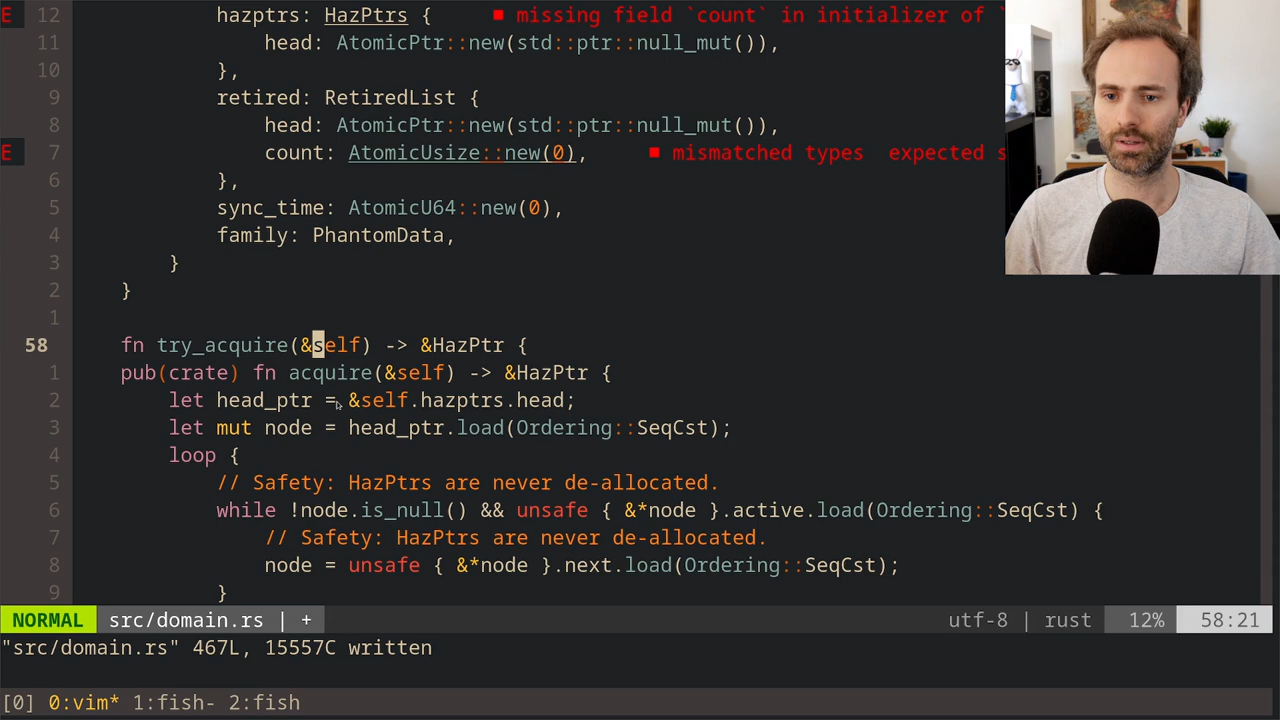 E 12 hazptrs: HazPtrs { ■ missing field `count` in initializer of `
11 head: AtomicPtr::new(std::ptr::null_mut()),
10 },
9 retired: RetiredList {
8 head: AtomicPtr::new(std::ptr::null_mut()),
E 7 count: AtomicUsize::new(0), ■ mismatched types expected s
6 },
5 sync_time: AtomicU64::new(0),
4 family: PhantomData,
3 }
2 }
1
58 fn try_acquire(&self) -> &HazPtr {
1 pub(crate) fn acquire(&self) -> &HazPtr {
2 let head_ptr = &self.hazptrs.head;
3 let mut node = head_ptr.load(Ordering::SeqCst);
4 loop {
5 // Safety: HazPtrs are never de-allocated.
6 while !node.is_null() && unsafe { &*node }.active.load(Ordering::SeqCst) {
7 // Safety: HazPtrs are never de-allocated.
8 node = unsafe { &*node }.next.load(Ordering::SeqCst);
9 }
NORMAL src/domain.rs | + utf-8 | rust 12% 58:21
"src/domain.rs" 467L, 15557C written
[0] 0:vim* 1:fish- 2:fish